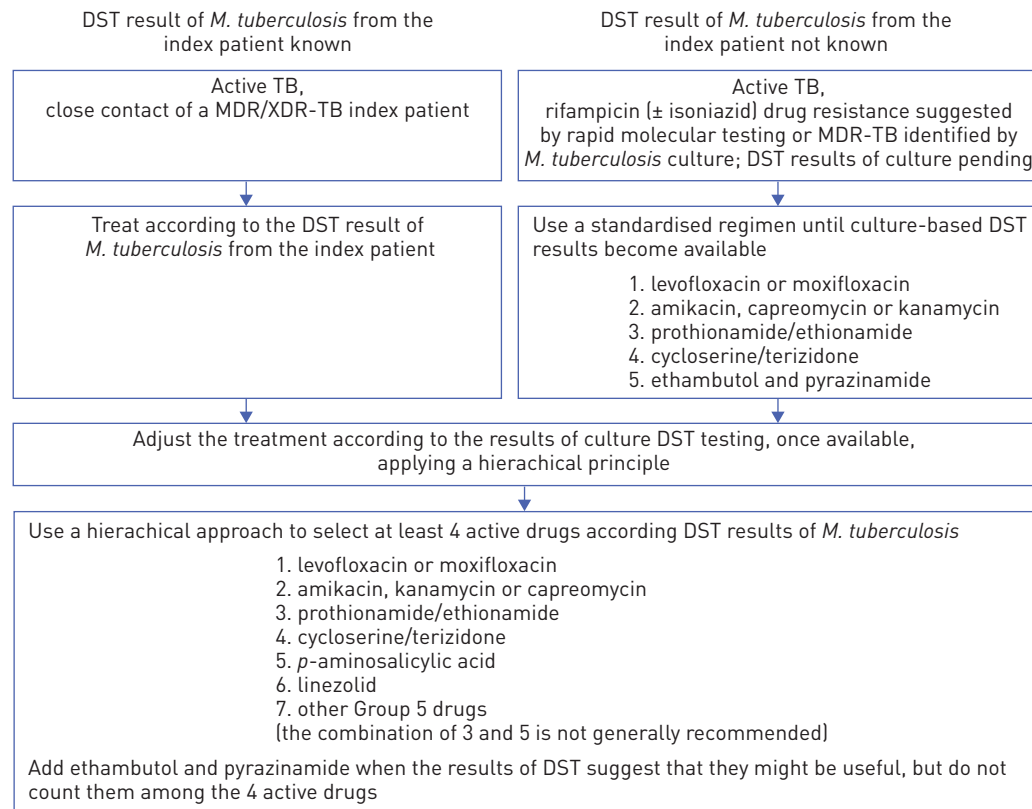 DST result of M. tuberculosis from the
index patient known
DST result of M. tuberculosis from the
index patient not known
Active TB,
close contact of a MDR/XDR-TB index patient
Active TB,
rifampicin (± isoniazid) drug resistance suggested
by rapid molecular testing or MDR-TB identified by
M. tuberculosis culture; DST results of culture pending
Treat according to the DST result of
M. tuberculosis from the index patient
Use a standardised regimen until culture-based DST
results become available
1. levofloxacin or moxifloxacin
2. amikacin, capreomycin or kanamycin
3. prothionamide/ethionamide
4. cycloserine/terizidone
5. ethambutol and pyrazinamide
Adjust the treatment according to the results of culture DST testing, once available,
applying a hierachical principle
Use a hierachical approach to select at least 4 active drugs according DST results of M. tuberculosis
1. levofloxacin or moxifloxacin
2. amikacin, kanamycin or capreomycin
3. prothionamide/ethionamide
4. cycloserine/terizidone
5. p-aminosalicylic acid
6. linezolid
7. other Group 5 drugs
(the combination of 3 and 5 is not generally recommended)
Add ethambutol and pyrazinamide when the results of DST suggest that they might be useful, but do not
count them among the 4 active drugs